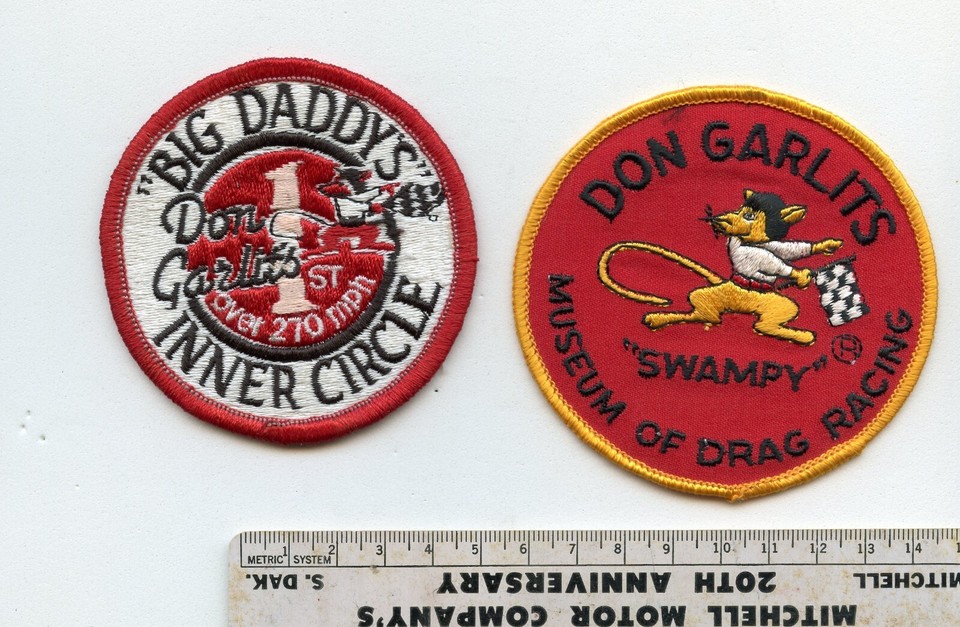 "BIG DADDY'S"
Don
Garlits
1
ST
over 270 mph
INNER CIRCLE
DON GARLITS
"SWAMPY"
MUSEUM OF DRAG RACING
1 2 3 4 5 6 7 8 9 10 11 12 13 14
METRIC SYSTEM
MITCHELL S. DAK.
20TH ANNIVERSARY
MITCHELL MOTOR COMPANY'S